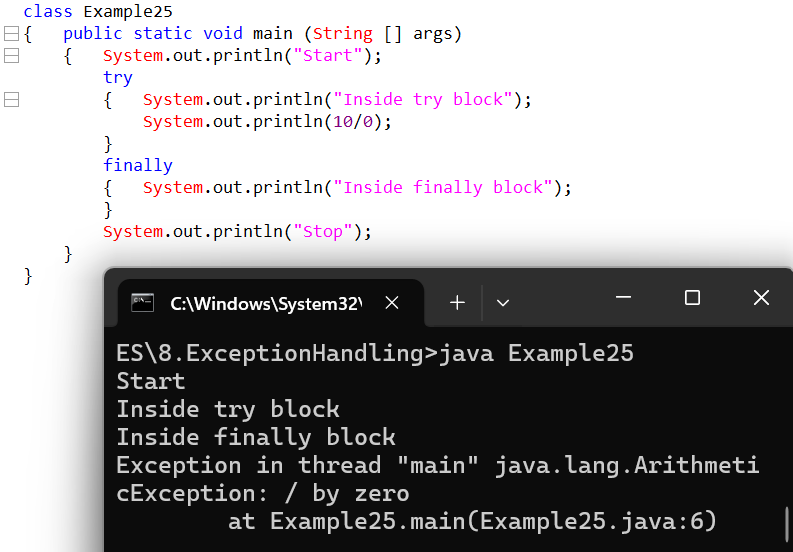 class Example25
{   public static void main (String [] args)
    {   System.out.println("Start");
        try
        {   System.out.println("Inside try block");
            System.out.println(10/0);
        }
        finally
        {   System.out.println("Inside finally block");
        }
        System.out.println("Stop");
    }
}
C:\Windows\System32\
ES\8.ExceptionHandling>java Example25
Start
Inside try block
Inside finally block
Exception in thread "main" java.lang.Arithmeti
cException: / by zero
        at Example25.main(Example25.java:6)